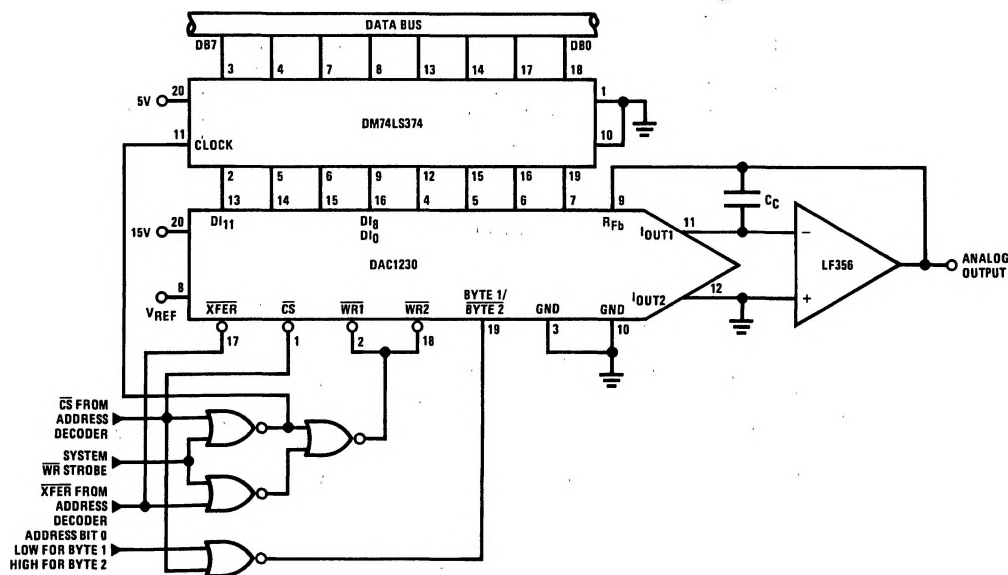 DATA BUS
DB7 DB0
3 4 7 8 13 14 17 18
5V 20 1
DM74LS374
11 CLOCK 10
2 5 6 9 12 15 16 19
13 14 15 16 4 5 6 7 9
DI11 DI8 RFb IOUT1 11 CC
DI0
15V 20
DAC1230 LF356 ANALOG
OUTPUT
− +
VREF 8 IOUT2 12
XFER CS WR1 WR2 BYTE 1/
BYTE 2 GND GND
17 1 2 18 19 3 10
CS FROM
ADDRESS
DECODER
SYSTEM
WR STROBE
XFER FROM
ADDRESS
DECODER
ADDRESS BIT 0
LOW FOR BYTE 1
HIGH FOR BYTE 2